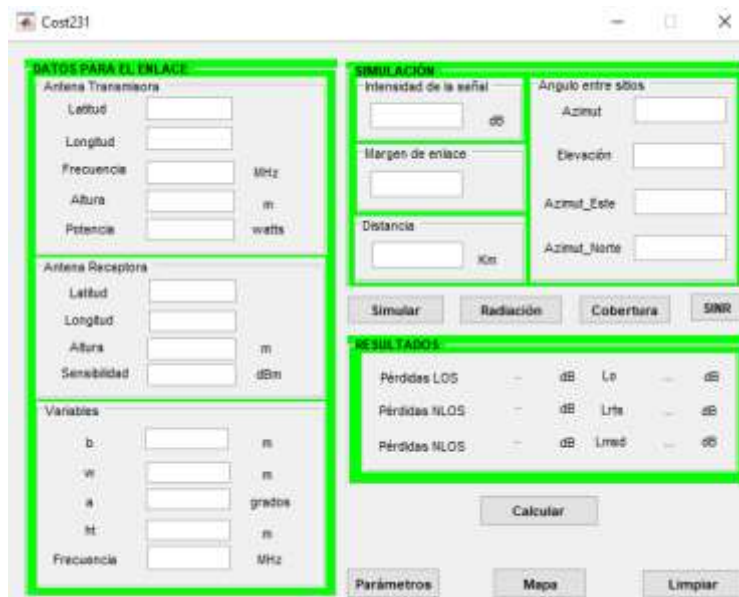 Cost231
DATOS PARA EL ENLACE
Antena Transmisora
Latitud
Longitud
Frecuencia MHz
Altura m
Potencia watts
Antena Receptora
Latitud
Longitud
Altura m
Sensibilidad dBm
Variables
b m
w m
a grados
ht m
Frecuencia MHz
SIMULACIÓN
Intensidad de la señal
dB
Margen de enlace
Distancia
Km
Angulo entre sitios
Azimut
Elevación
Azimut_Este
Azimut_Norte
Simular Radiación Cobertura SINR
RESULTADOS
Pérdidas LOS -- dB Lo ... dB
Pérdidas NLOS -- dB Lrts ... dB
Pérdidas NLOS -- dB Lmsd ... dB
Calcular
Parámetros Mapa Limpiar